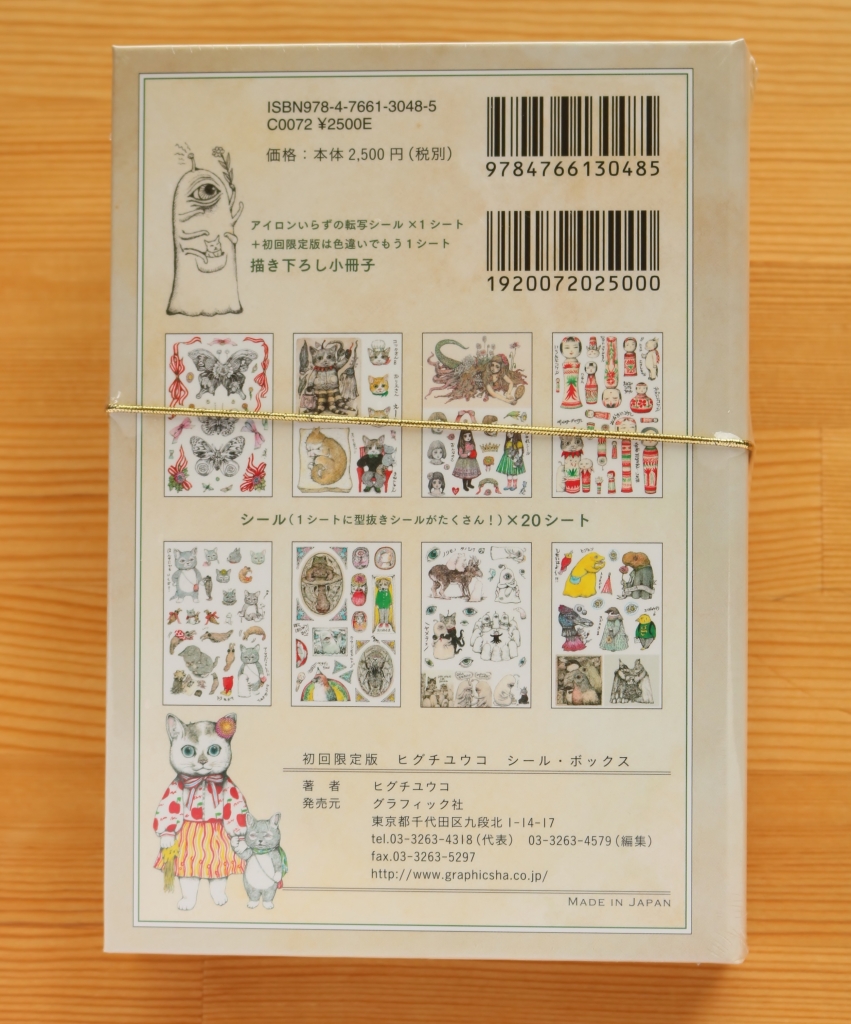 ISBN978-4-7661-3048-5
C0072 ¥2500E
価格：本体2,500円（税別）
9784766130485
1920072025000
アイロンいらずの転写シール×1シート
＋初回限定版は色違いでもう1シート
描き下ろし小冊子
シール（1シートに型抜きシールがたくさん！）×20シート
初回限定版　ヒグチユウコ　シール・ボックス
著　者　ヒグチユウコ
発売元　グラフィック社
東京都千代田区九段北1-14-17
tel.03-3263-4318（代表）　03-3263-4579（編集）
fax.03-3263-5297
http://www.graphicsha.co.jp/
MADE IN JAPAN